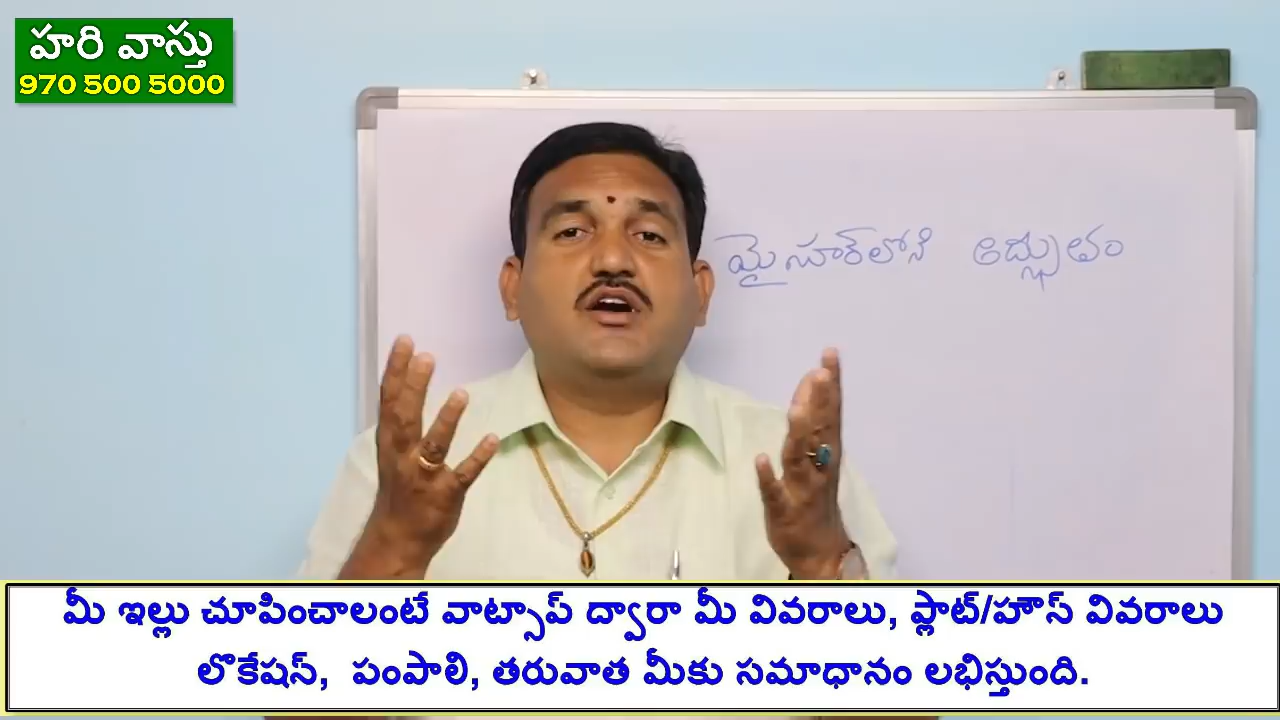 హరి వాస్తు
970 500 5000
మైసూర్‌లోని అద్భుతం
మీ ఇల్లు చూపించాలంటే వాట్సాప్ ద్వారా మీ వివరాలు, ప్లాట్/హౌస్ వివరాలు
లొకేషన్,  పంపాలి, తరువాత మీకు సమాధానం లభిస్తుంది.